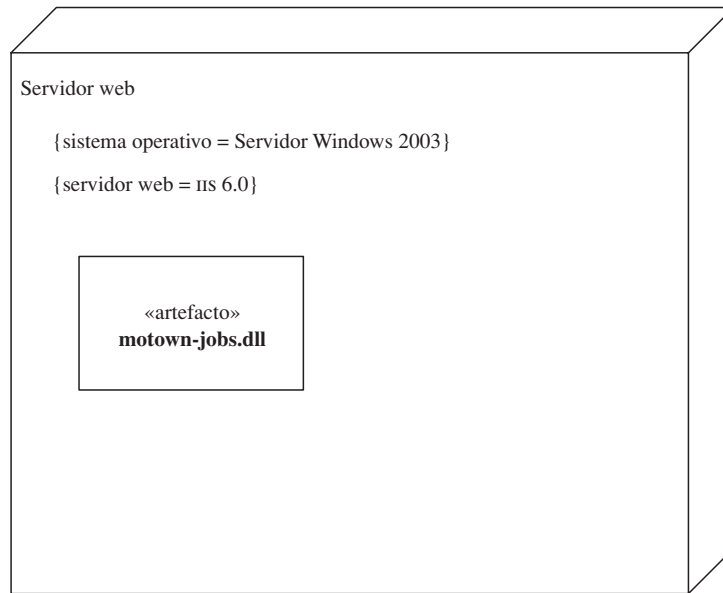 Servidor web
{sistema operativo = Servidor Windows 2003}
{servidor web = IIS 6.0}
«artefacto»
motown-jobs.dll